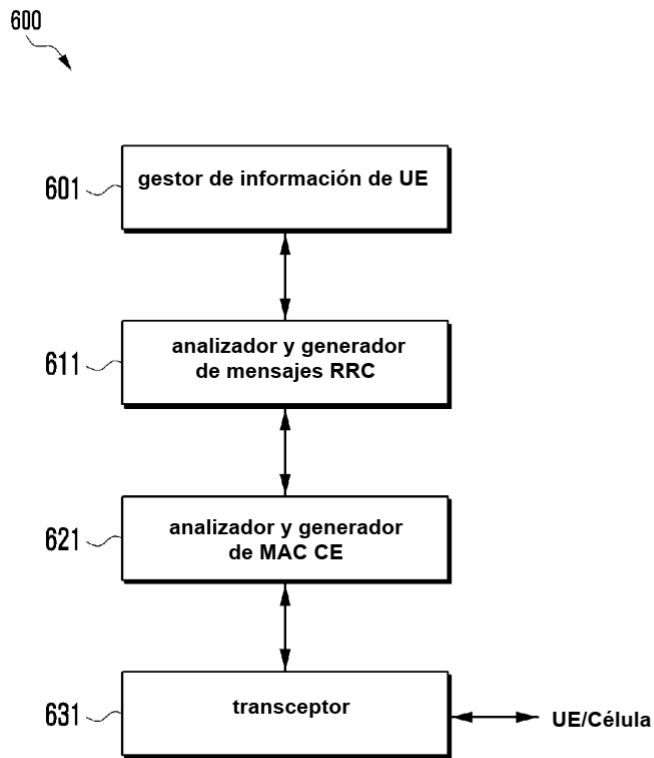 600
601
gestor de información de UE
611
analizador y generador
de mensajes RRC
621
analizador y generador
de MAC CE
631
transceptor
UE/Célula